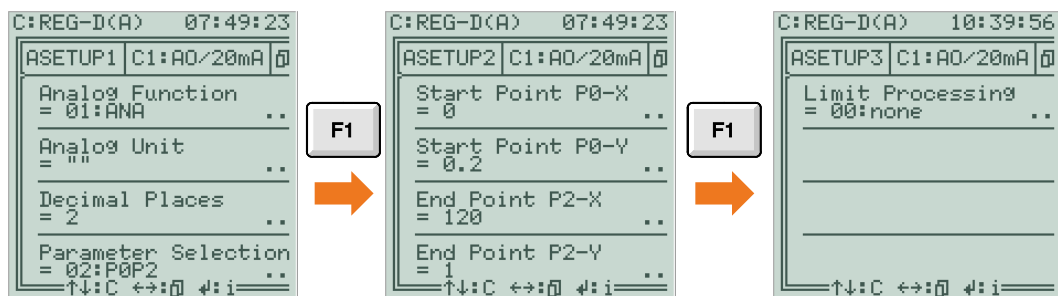 C:REG-D(A) 07:49:23
ASETUP1 C1:AO/20mA
Analog Function
= 01:ANA ..
Analog Unit
= "" ..
Decimal Places
= 2 ..
Parameter Selection
= 02:P0P2 ..
↑↓:C ↔: ↲:i
F1
C:REG-D(A) 07:49:23
ASETUP2 C1:AO/20mA
Start Point P0-X
= 0 ..
Start Point P0-Y
= 0.2 ..
End Point P2-X
= 120 ..
End Point P2-Y
= 1 ..
↑↓:C ↔: ↲:i
F1
C:REG-D(A) 10:39:56
ASETUP3 C1:AO/20mA
Limit Processing
= 00:none ..
↑↓:C ↔: ↲:i